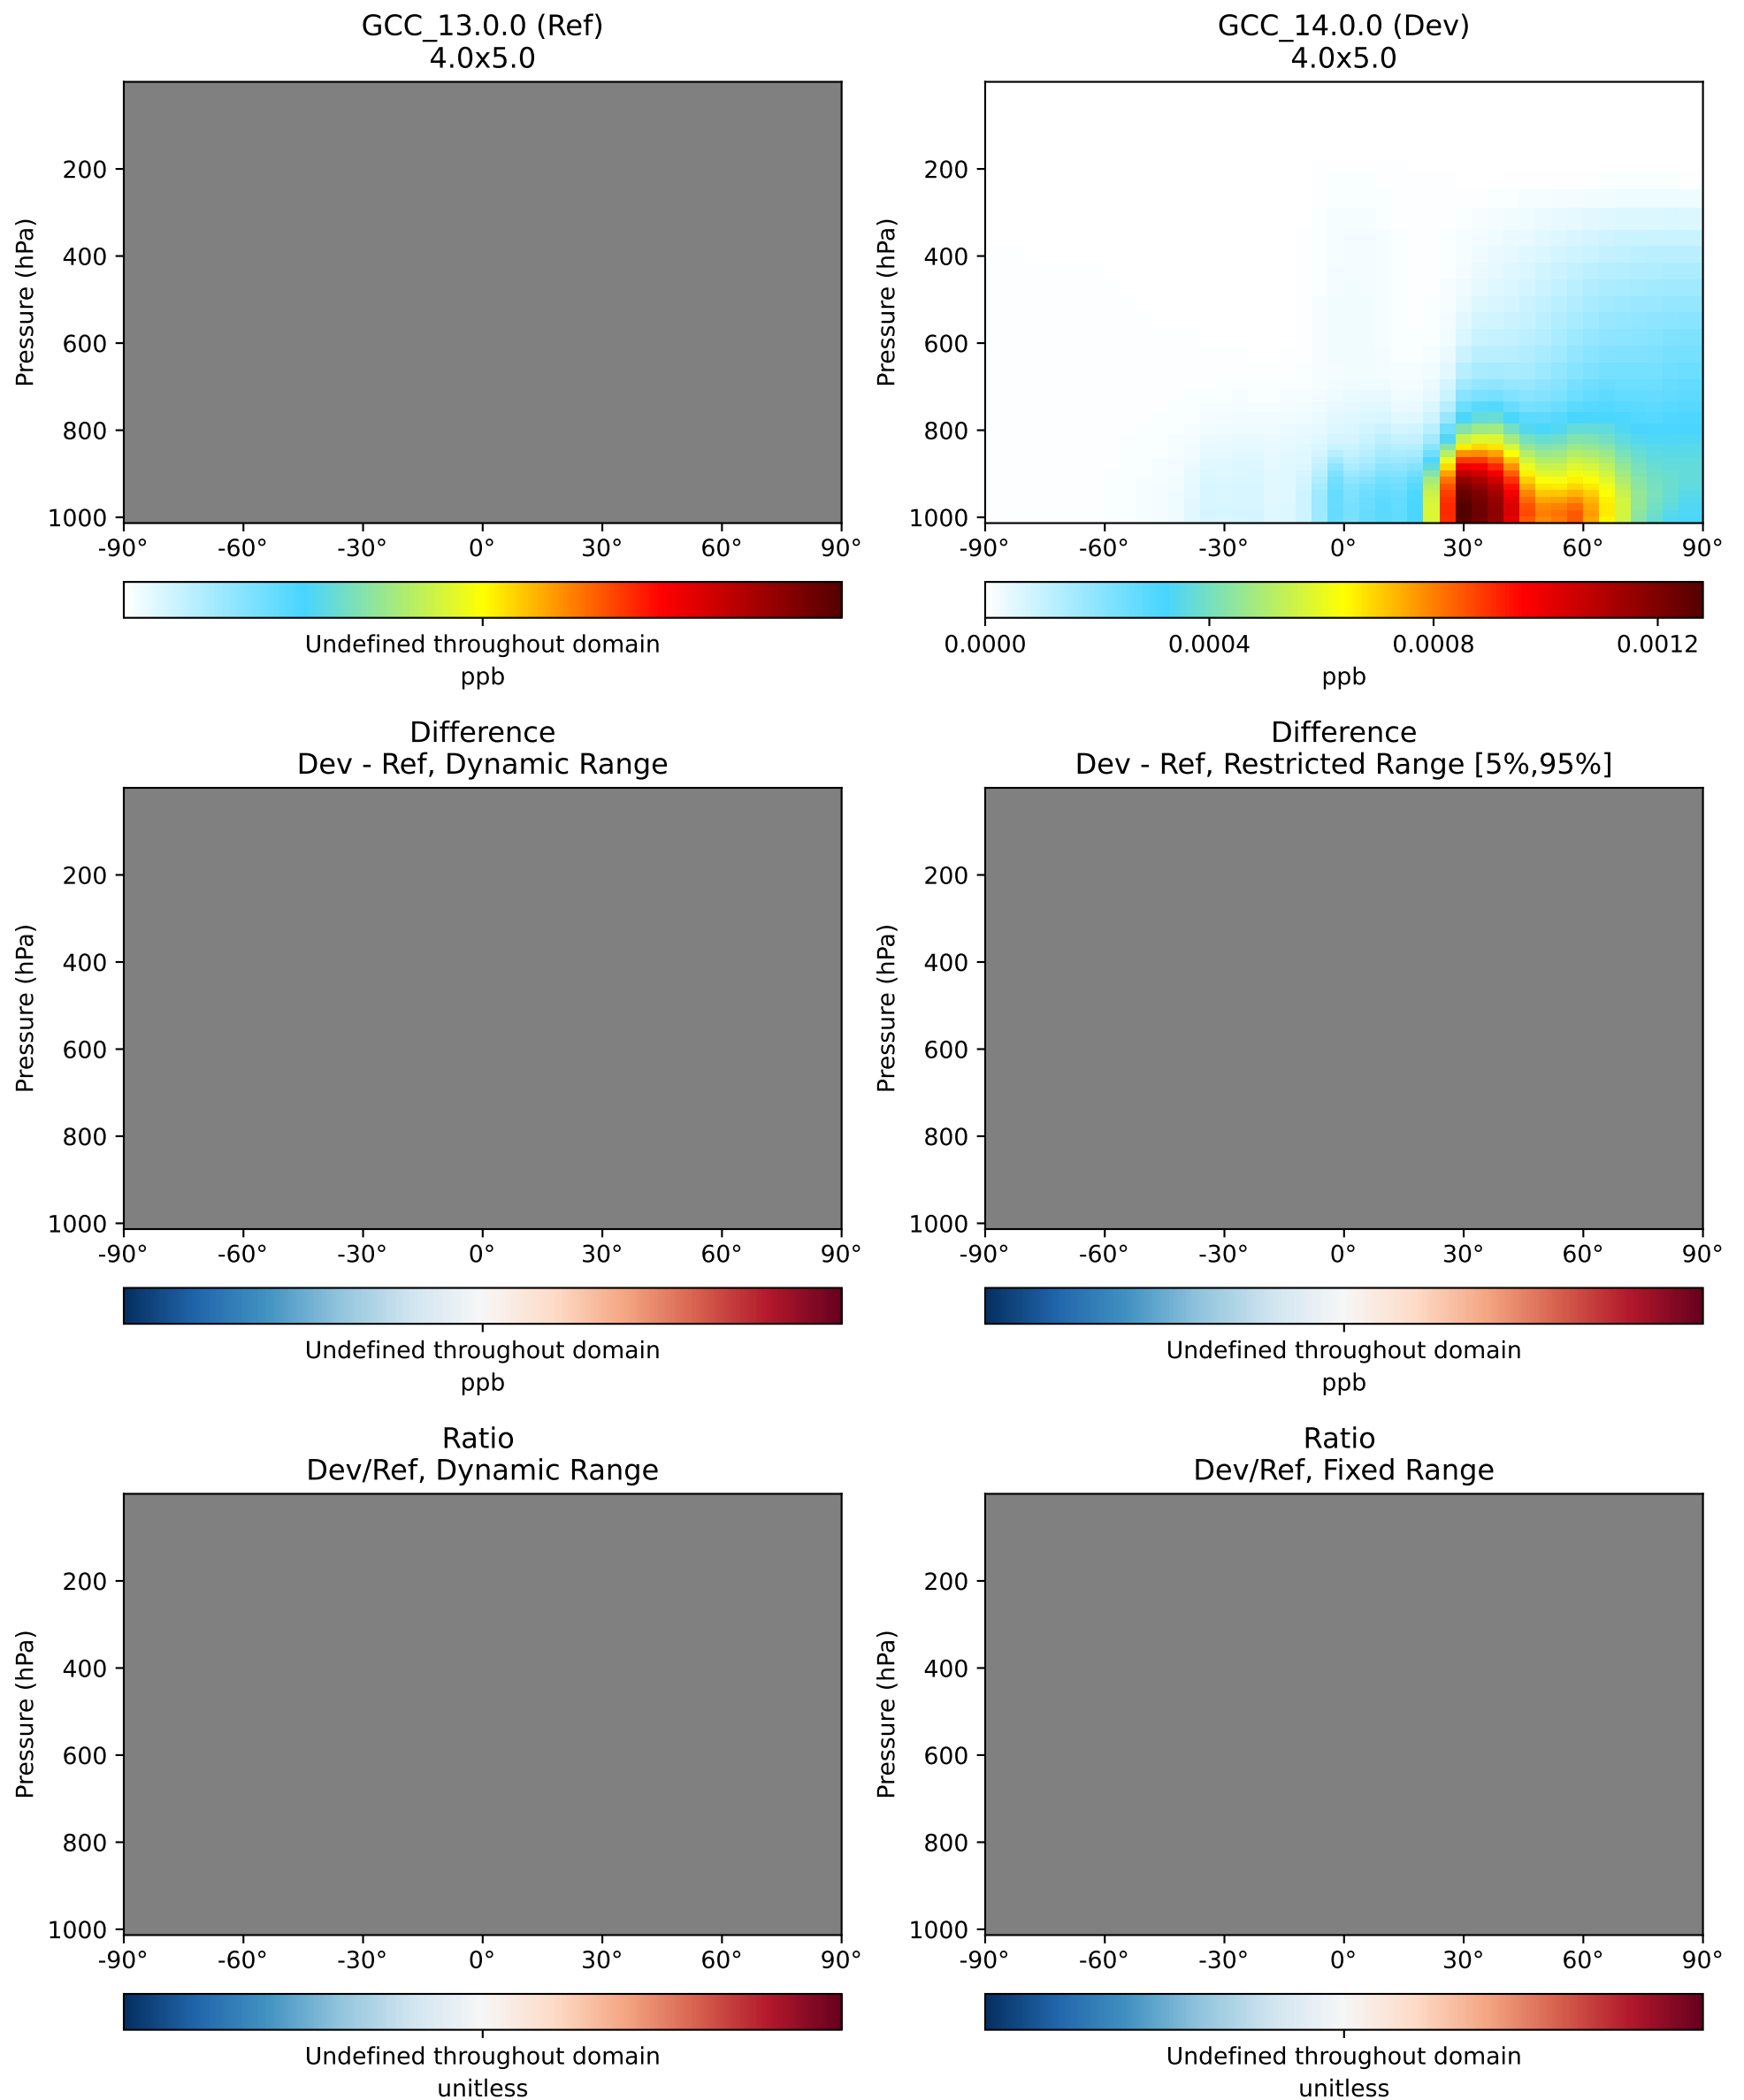 GCC_13.0.0 (Ref)
4.0x5.0
Pressure (hPa)
200
400
600
800
1000
-90° -60° -30° 0° 30° 60° 90°
Undefined throughout domain
ppb
GCC_14.0.0 (Dev)
4.0x5.0
Pressure (hPa)
200
400
600
800
1000
-90° -60° -30° 0° 30° 60° 90°
0.0000 0.0004 0.0008 0.0012
ppb
Difference
Dev - Ref, Dynamic Range
Pressure (hPa)
200
400
600
800
1000
-90° -60° -30° 0° 30° 60° 90°
Undefined throughout domain
ppb
Difference
Dev - Ref, Restricted Range [5%,95%]
Pressure (hPa)
200
400
600
800
1000
-90° -60° -30° 0° 30° 60° 90°
Undefined throughout domain
ppb
Ratio
Dev/Ref, Dynamic Range
Pressure (hPa)
200
400
600
800
1000
-90° -60° -30° 0° 30° 60° 90°
Undefined throughout domain
unitless
Ratio
Dev/Ref, Fixed Range
Pressure (hPa)
200
400
600
800
1000
-90° -60° -30° 0° 30° 60° 90°
Undefined throughout domain
unitless